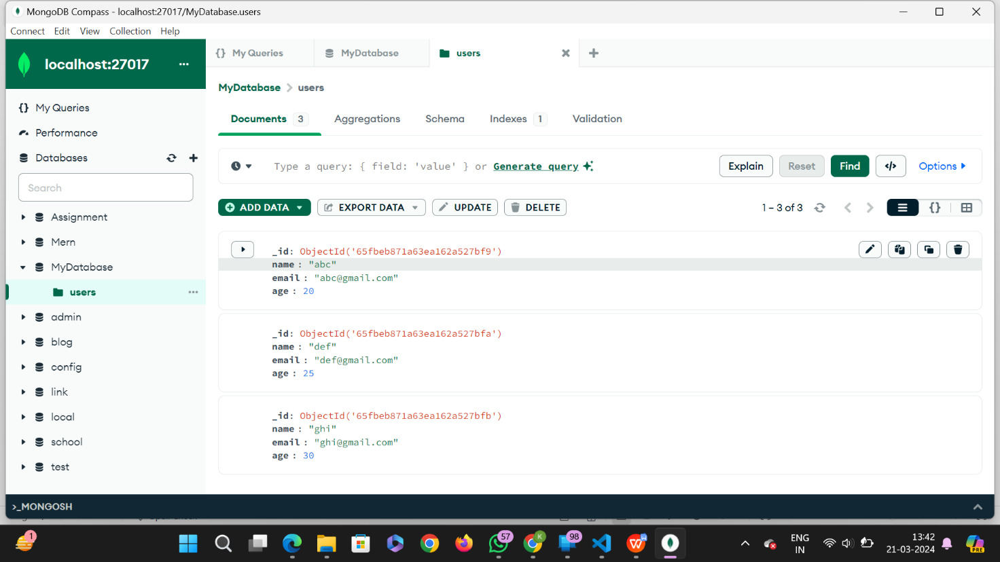 MongoDB Compass - localhost:27017/MyDatabase.users
Connect Edit View Collection Help
localhost:27017 ...
{} My Queries
MyDatabase
users
MyDatabase > users
My Queries
Performance
Databases
Search
Assignment
Mern
MyDatabase
users
admin
blog
config
link
local
school
test
Documents 3 Aggregations Schema Indexes 1 Validation
Type a query: { field: 'value' } or Generate query
Explain Reset Find </> Options
ADD DATA EXPORT DATA UPDATE DELETE
1 – 3 of 3
{}
_id: ObjectId('65fbeb871a63ea162a527bf9')
name : "abc"
email : "abc@gmail.com"
age : 20
_id: ObjectId('65fbeb871a63ea162a527bfa')
name : "def"
email : "def@gmail.com"
age : 25
_id: ObjectId('65fbeb871a63ea162a527bfb')
name : "ghi"
email : "ghi@gmail.com"
age : 30
>_MONGOSH
1
57
K
98
W
ENG
IN
13:42
21-03-2024
PRE